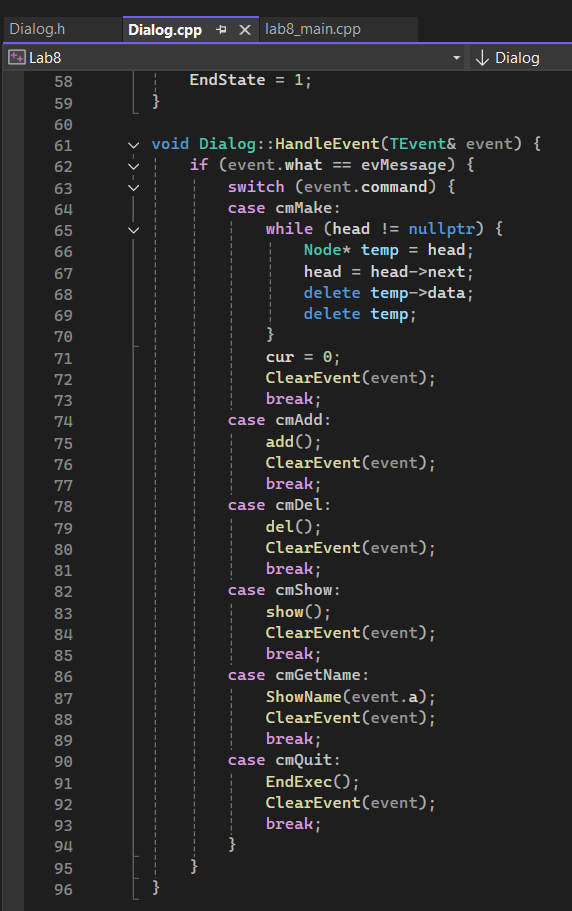 Dialog.h Dialog.cpp lab8_main.cpp
Lab8 Dialog
58 EndState = 1;
59 }
60
61 void Dialog::HandleEvent(TEvent& event) {
62 if (event.what == evMessage) {
63 switch (event.command) {
64 case cmMake:
65 while (head != nullptr) {
66 Node* temp = head;
67 head = head->next;
68 delete temp->data;
69 delete temp;
70 }
71 cur = 0;
72 ClearEvent(event);
73 break;
74 case cmAdd:
75 add();
76 ClearEvent(event);
77 break;
78 case cmDel:
79 del();
80 ClearEvent(event);
81 break;
82 case cmShow:
83 show();
84 ClearEvent(event);
85 break;
86 case cmGetName:
87 ShowName(event.a);
88 ClearEvent(event);
89 break;
90 case cmQuit:
91 EndExec();
92 ClearEvent(event);
93 break;
94 }
95 }
96 }